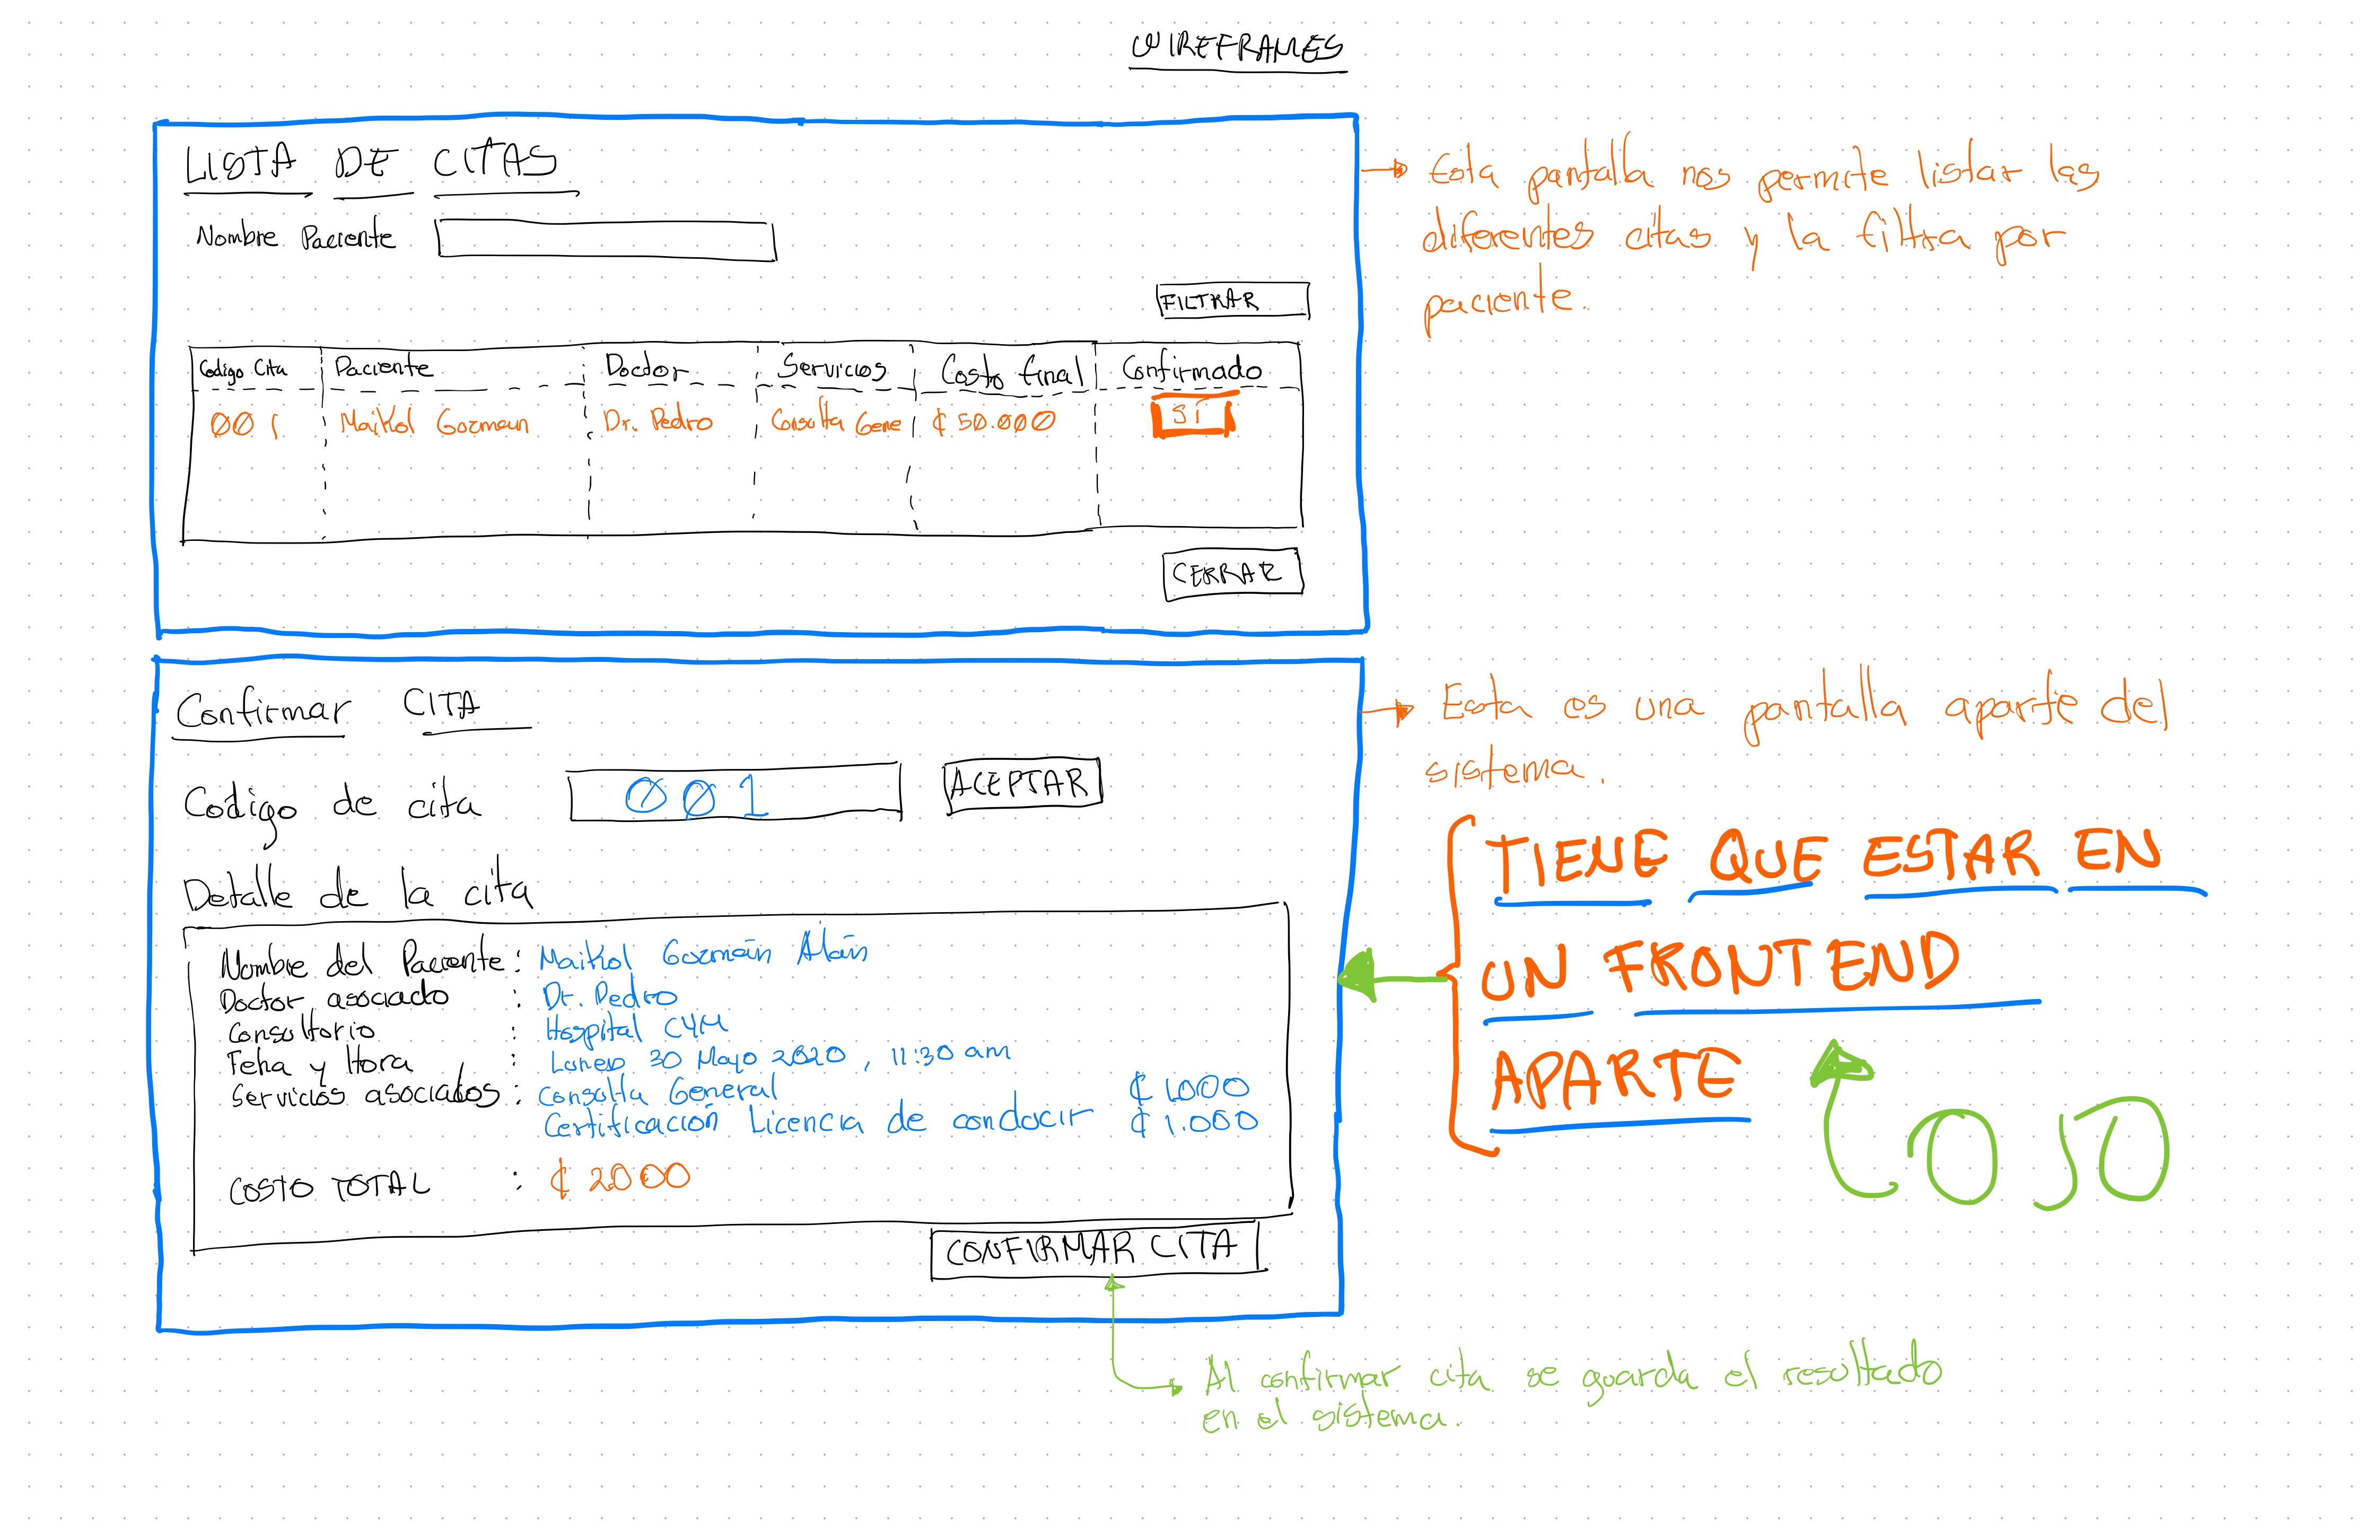 WIREFRAMES
LISTA DE CITAS
Nombre Paciente
FILTRAR
Codigo Cita Paciente Doctor Servicios Costo final Confirmado
001 Maikol Guzman Dr. Pedro Consulta Gene ₡ 50.000 SI
CERRAR
Esta pantalla nos permite listar las
diferentes citas y la filtra por
paciente.
Confirmar CITA
Codigo de cita 001 ACEPTAR
Detalle de la cita
Nombre del Paciente : Maikol Guzmán Alán
Doctor asociado : Dr. Pedro
Consultorio : Hospital CYM
Feha y Hora : Lunes 30 Mayo 2020, 11:30 am
Servicios asociados : Consulta General ₡ 1.000
Certificación Licencia de conducir ₡ 1.000
COSTO TOTAL : ₡ 2000
CONFIRMAR CITA
Esta es una pantalla aparte del
sistema.
TIENE QUE ESTAR EN
UN FRONTEND
APARTE
OJO
Al confirmar cita se guarda el resultado
en el sistema.